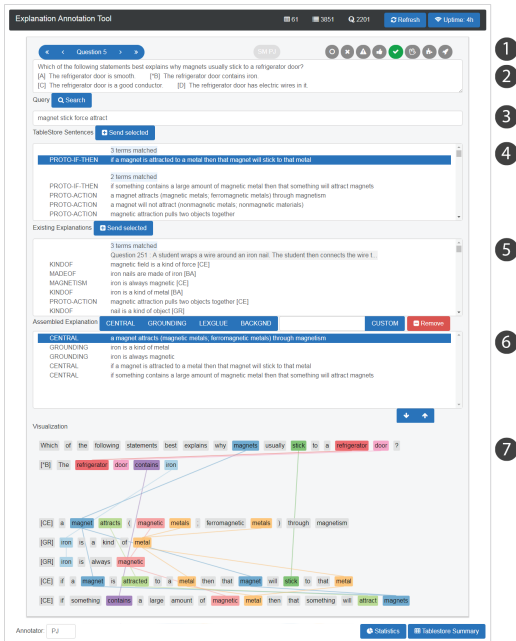 Explanation Annotation Tool 61 3851 Q 2201 Refresh Uptime: 4h
« ‹ Question 5 › »
Which of the following statements best explains why magnets usually stick to a refrigerator door?
[A] The refrigerator door is smooth. [*B] The refrigerator door contains iron.
[C] The refrigerator door is a good conductor. [D] The refrigerator door has electric wires in it.
Query Search
magnet stick force attract
TableStore Sentences Send selected
3 terms matched
PROTO-IF-THEN if a magnet is attracted to a metal then that magnet will stick to that metal
2 terms matched
PROTO-IF-THEN if something contains a large amount of magnetic metal then that something will attract magnets
PROTO-ACTION a magnet attracts (magnetic metals; ferromagnetic metals) through magnetism
PROTO-ACTION a magnet will not attract (nonmagnetic metals; nonmagnetic materials)
PROTO-ACTION magnetic attraction pulls two objects together
Existing Explanations Send selected
3 terms matched
Question 251 : A student wraps a wire around an iron nail. The student then connects the wire t...
KINDOF magnetic field is a kind of force [CE]
MADEOF iron nails are made of iron [BA]
MAGNETISM iron is always magnetic [CE]
KINDOF iron is a kind of metal [BA]
PROTO-ACTION magnetic attraction pulls two objects together [CE]
KINDOF nail is a kind of object [GR]
Assembled Explanation CENTRAL GROUNDING LEXGLUE BACKGND CUSTOM Remove
CENTRAL a magnet attracts (magnetic metals; ferromagnetic metals) through magnetism
GROUNDING iron is a kind of metal
GROUNDING iron is always magnetic
CENTRAL if a magnet is attracted to a metal then that magnet will stick to that metal
CENTRAL if something contains a large amount of magnetic metal then that something will attract magnets
Visualization
Which of the following statements best explains why magnets usually stick to a refrigerator door ?
[*B] The refrigerator door contains iron
[CE] a magnet attracts ( magnetic metals ; ferromagnetic metals ) through magnetism
[GR] iron is a kind of metal
[GR] iron is always magnetic
[CE] if a magnet is attracted to a metal then that magnet will stick to that metal
[CE] if something contains a large amount of magnetic metal then that something will attract magnets
Annotator: PJ Statistics Tablestore Summary
1
2
3
4
5
6
7